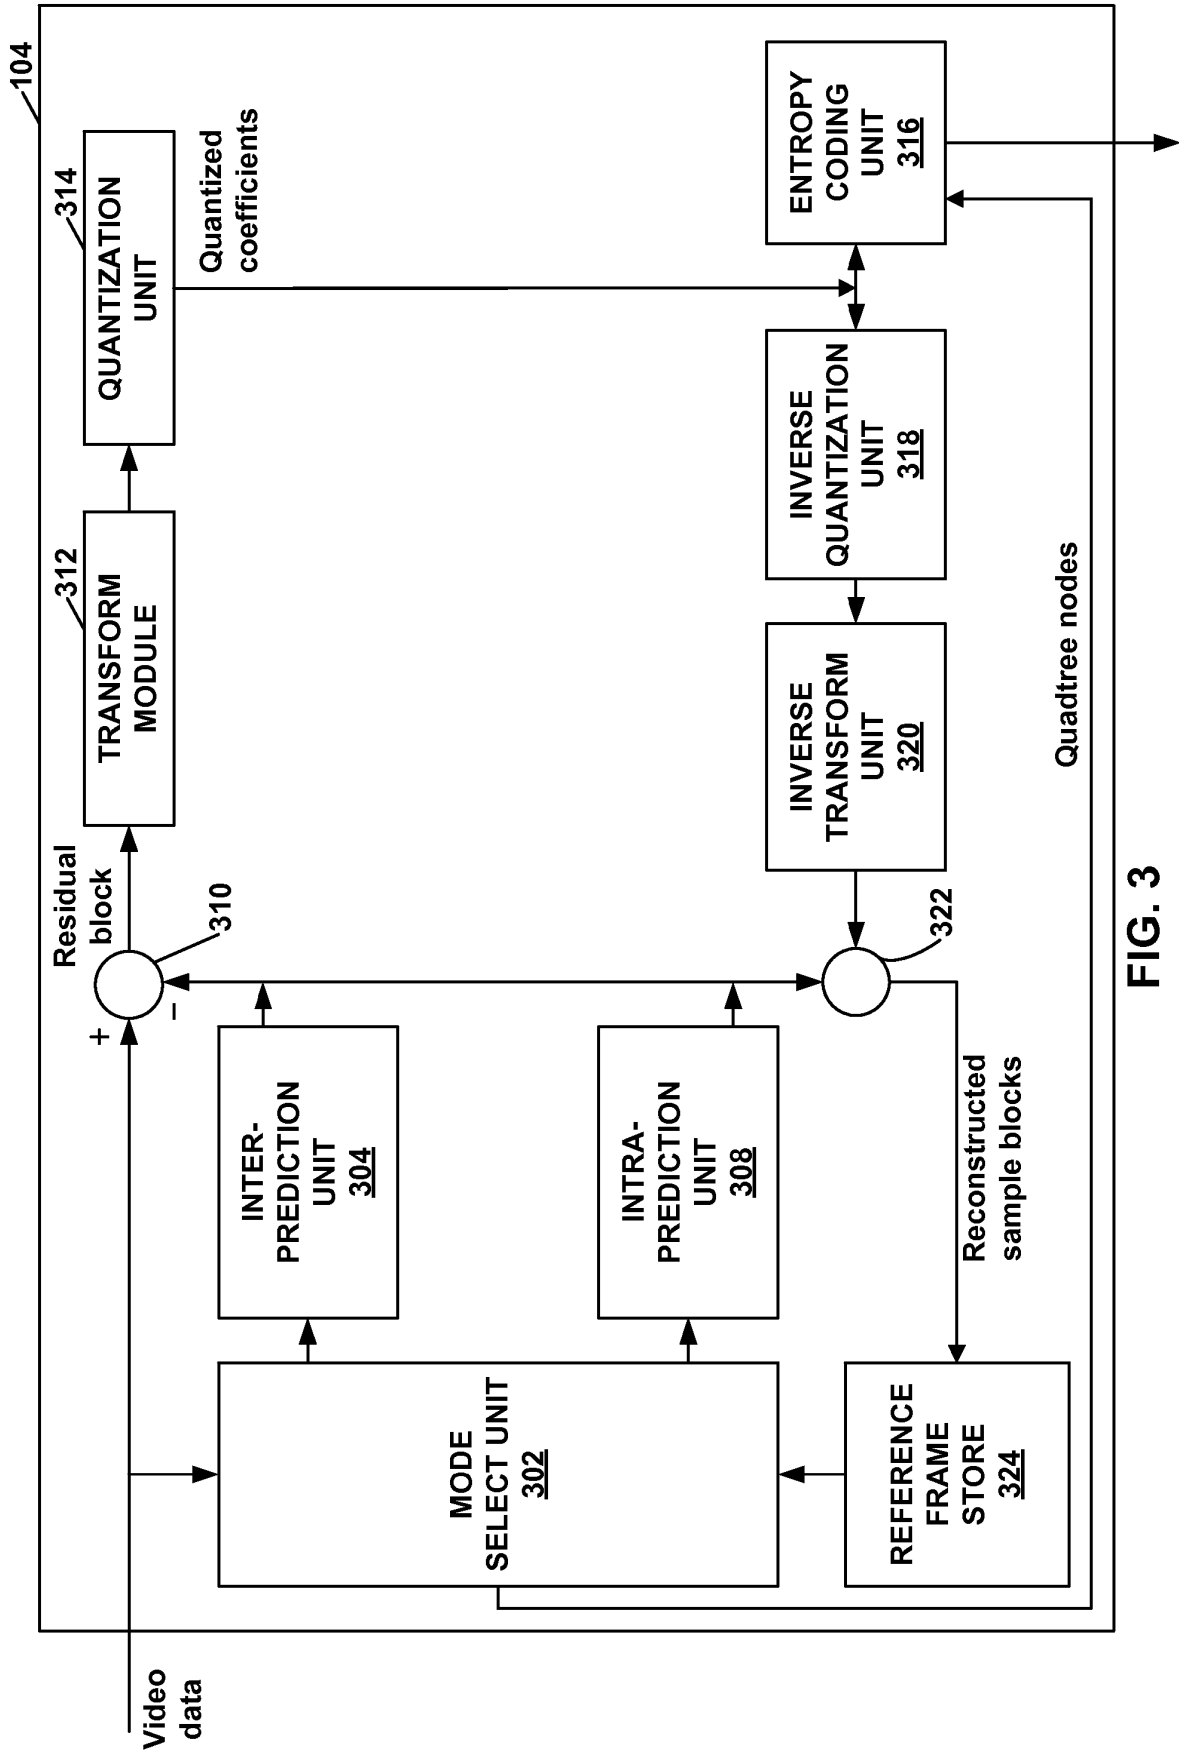 104
Video
data
+
–
310
Residual
block
312
TRANSFORM
MODULE
314
QUANTIZATION
UNIT
Quantized
coefficients
MODE
SELECT UNIT
302
INTER-
PREDICTION
UNIT
304
INTRA-
PREDICTION
UNIT
308
322
INVERSE
TRANSFORM
UNIT
320
INVERSE
QUANTIZATION
UNIT
318
ENTROPY
CODING
UNIT
316
REFERENCE
FRAME
STORE
324
Reconstructed
sample blocks
Quadtree nodes
FIG. 3